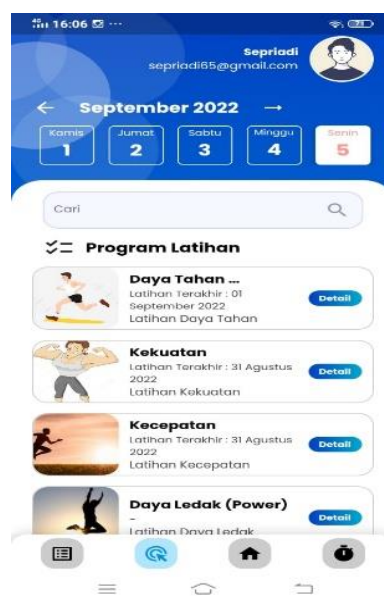 16:06
Sepriadi
sepriadi65@gmail.com
← September 2022 →
Kamis Jumat Sabtu Minggu Senin
1 2 3 4 5
Cari
Program Latihan
Daya Tahan ...
Latihan Terakhir : 01
September 2022
Latihan Daya Tahan
Detail
Kekuatan
Latihan Terakhir : 31 Agustus
2022
Latihan Kekuatan
Detail
Kecepatan
Latihan Terakhir : 31 Agustus
2022
Latihan Kecepatan
Detail
Daya Ledak (Power)
-
Latihan Daya Ledak
Detail